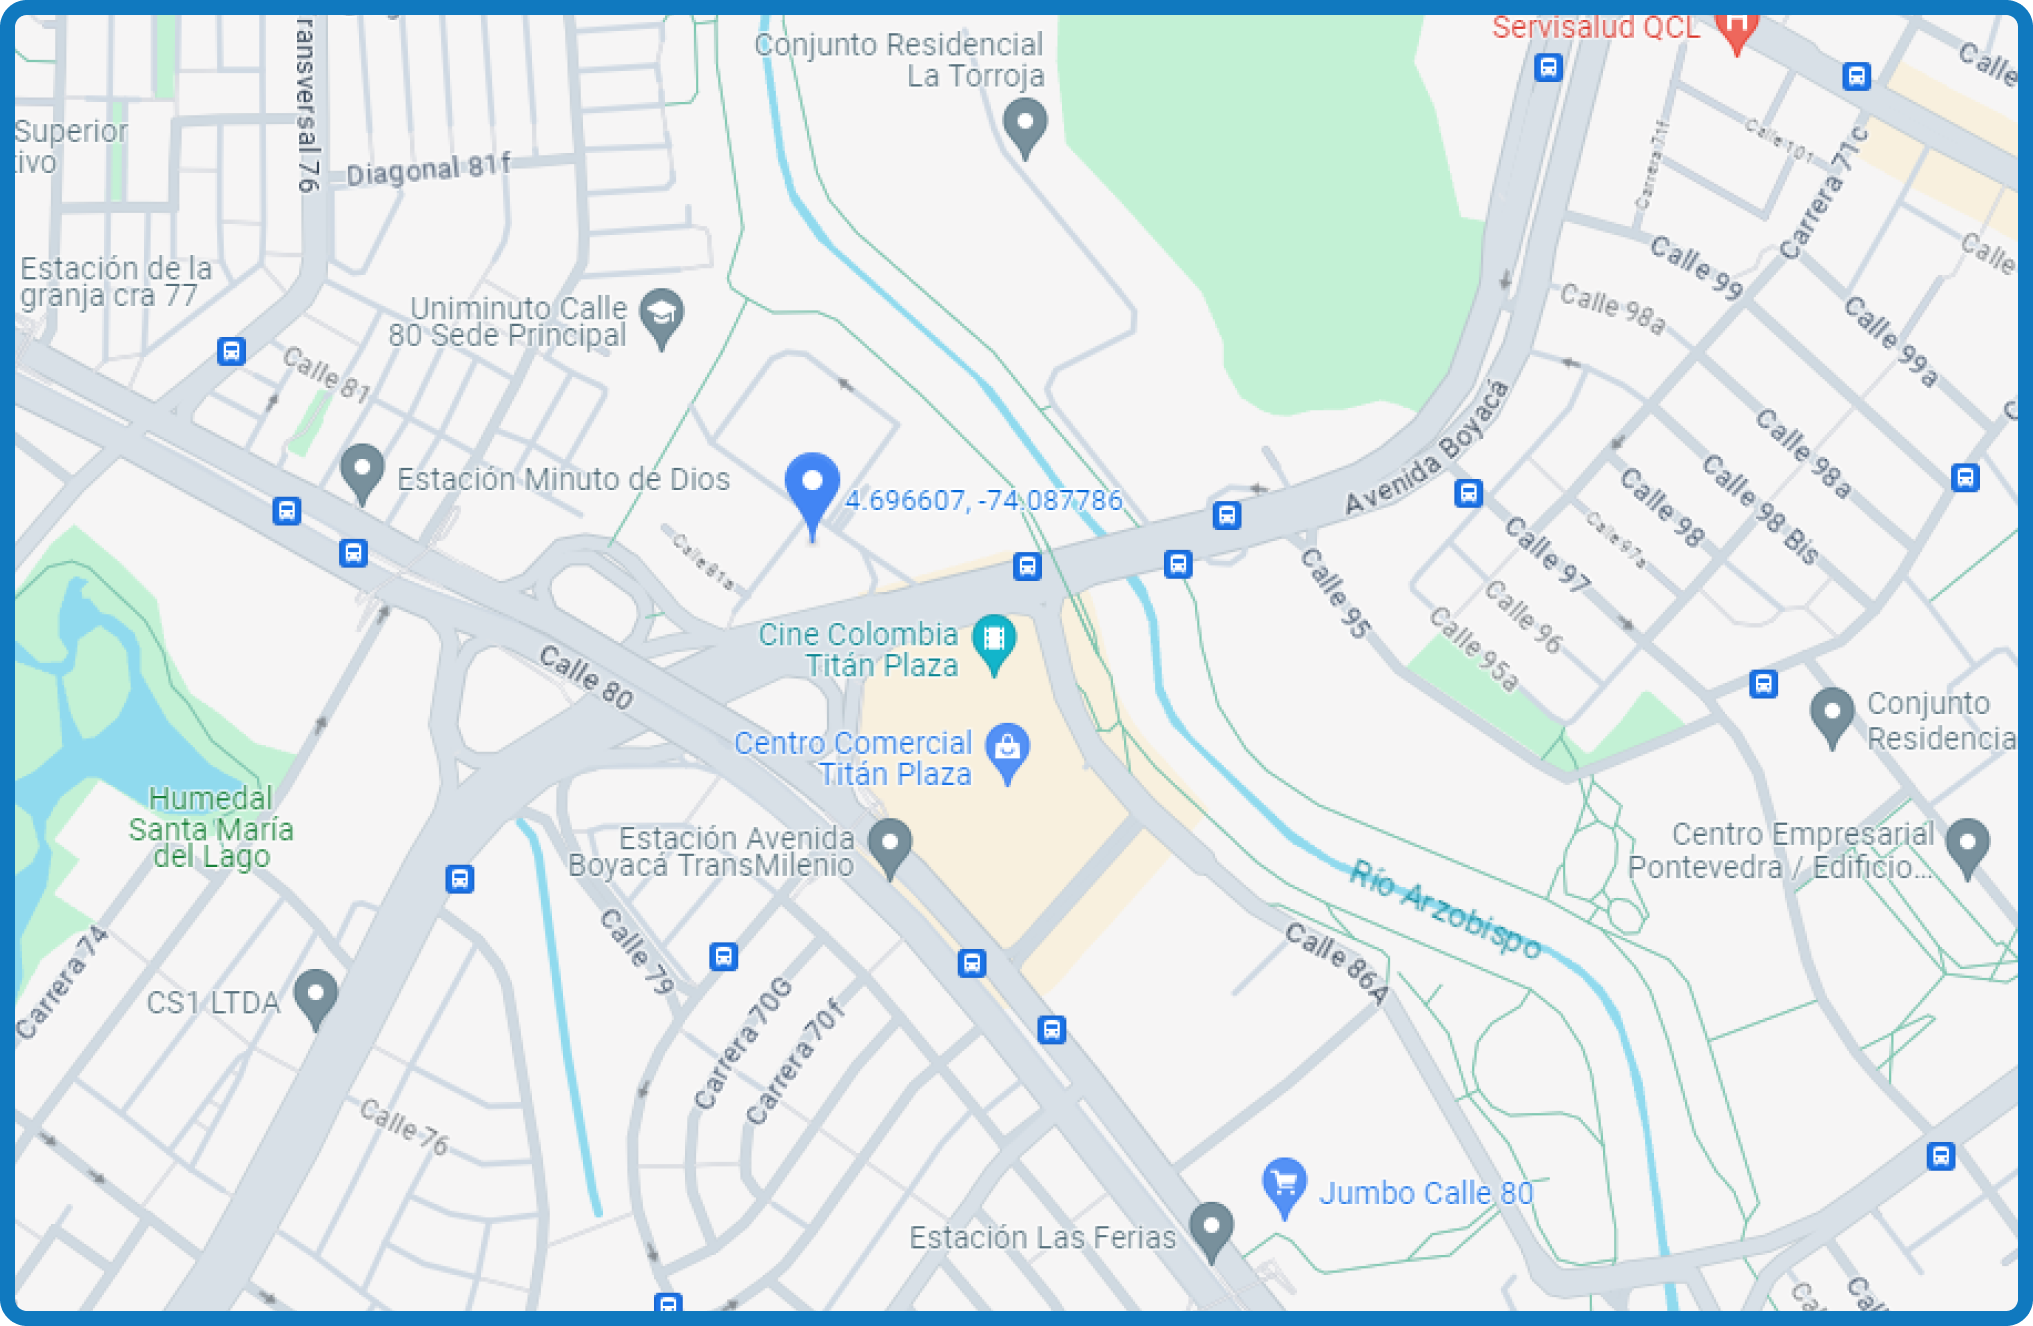 Conjunto Residencial
La Torroja
Servisalud QCL
Calle
Superior
tivo
Transversal 76
Diagonal 81f
Carrera 71f
Calle 101
Carrera 71c
Calle 99
Calle
Estación de la
granja cra 77
Uniminuto Calle
80 Sede Principal
Calle 98a
Calle 99a
Calle 81
Estación Minuto de Dios
4.696607, -74.087786
Avenida Boyacá
Calle 98a
Calle 98 Bis
Calle 98
Calle 97a
Calle 97
Calle 96
Calle 95a
Calle 95
Calle 81a
Cine Colombia
Titán Plaza
Calle 80
Centro Comercial
Titán Plaza
Conjunto
Residencia
Humedal
Santa María
del Lago
Estación Avenida
Boyacá TransMilenio
Centro Empresarial
Pontevedra / Edificio...
Río Arzobispo
Calle 79
Calle 86A
Carrera 74
CS1 LTDA
Carrera 70G
Carrera 70f
Calle 76
Jumbo Calle 80
Estación Las Ferias